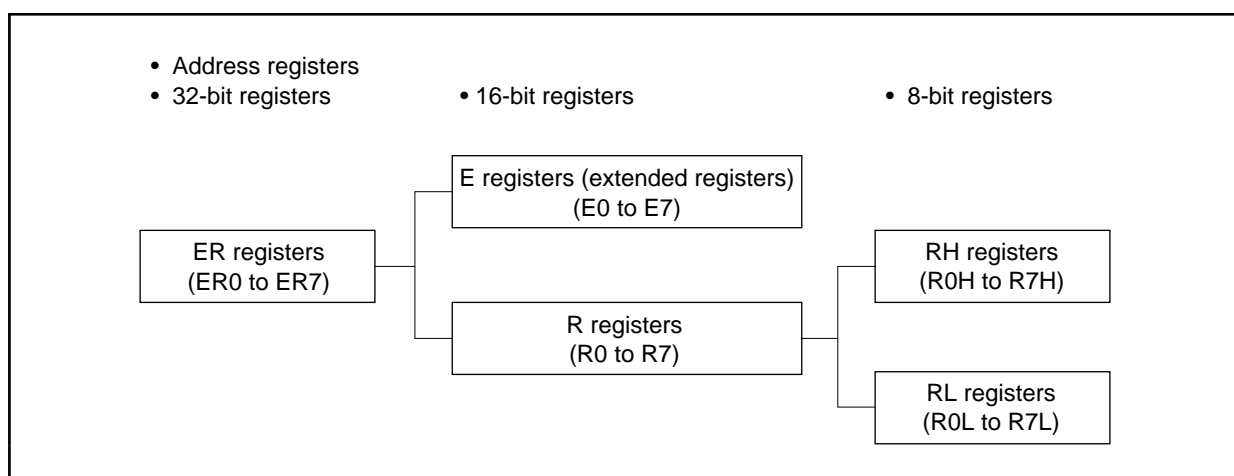 • Address registers
• 32-bit registers
• 16-bit registers
• 8-bit registers
E registers (extended registers)
(E0 to E7)
ER registers
(ER0 to ER7)
RH registers
(R0H to R7H)
R registers
(R0 to R7)
RL registers
(R0L to R7L)